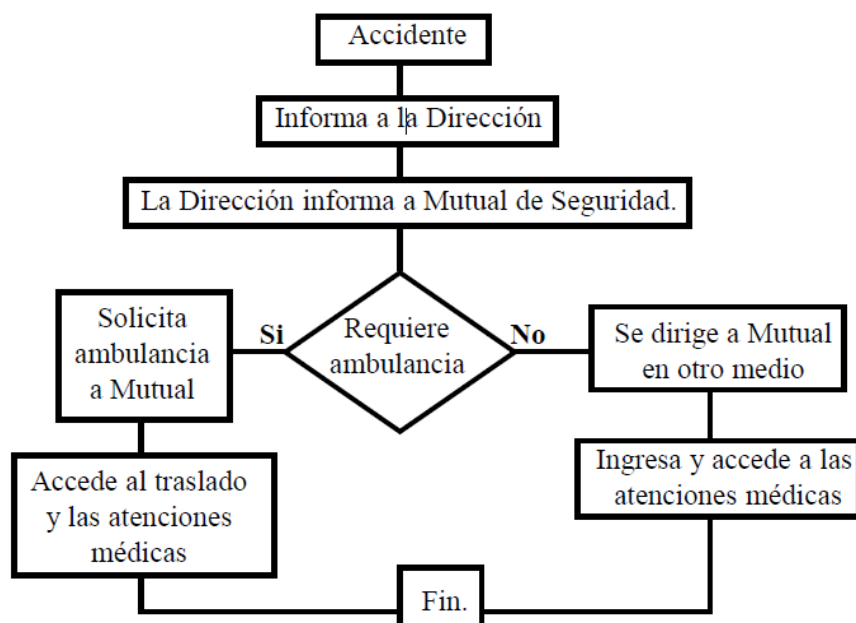 Accidente
Informa a la Dirección
La Dirección informa a Mutual de Seguridad.
Solicita
ambulancia
a Mutual
Si
Requiere
ambulancia
No
Se dirige a Mutual
en otro medio
Accede al traslado
y las atenciones
médicas
Ingresa y accede a las
atenciones médicas
Fin.